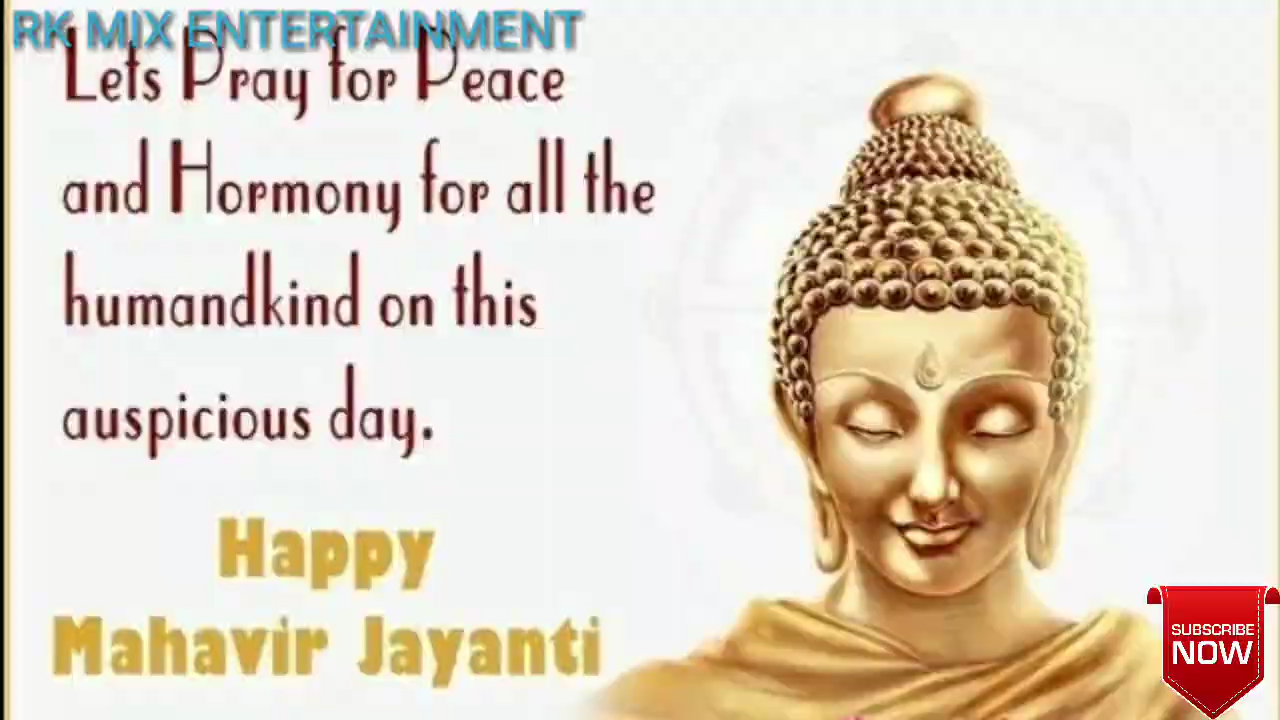 RK MIX ENTERTAINMENT
Lets Pray for Peace
and Hormony for all the
humandkind on this
auspicious day.
Happy
Mahavir Jayanti
SUBSCRIBE
NOW